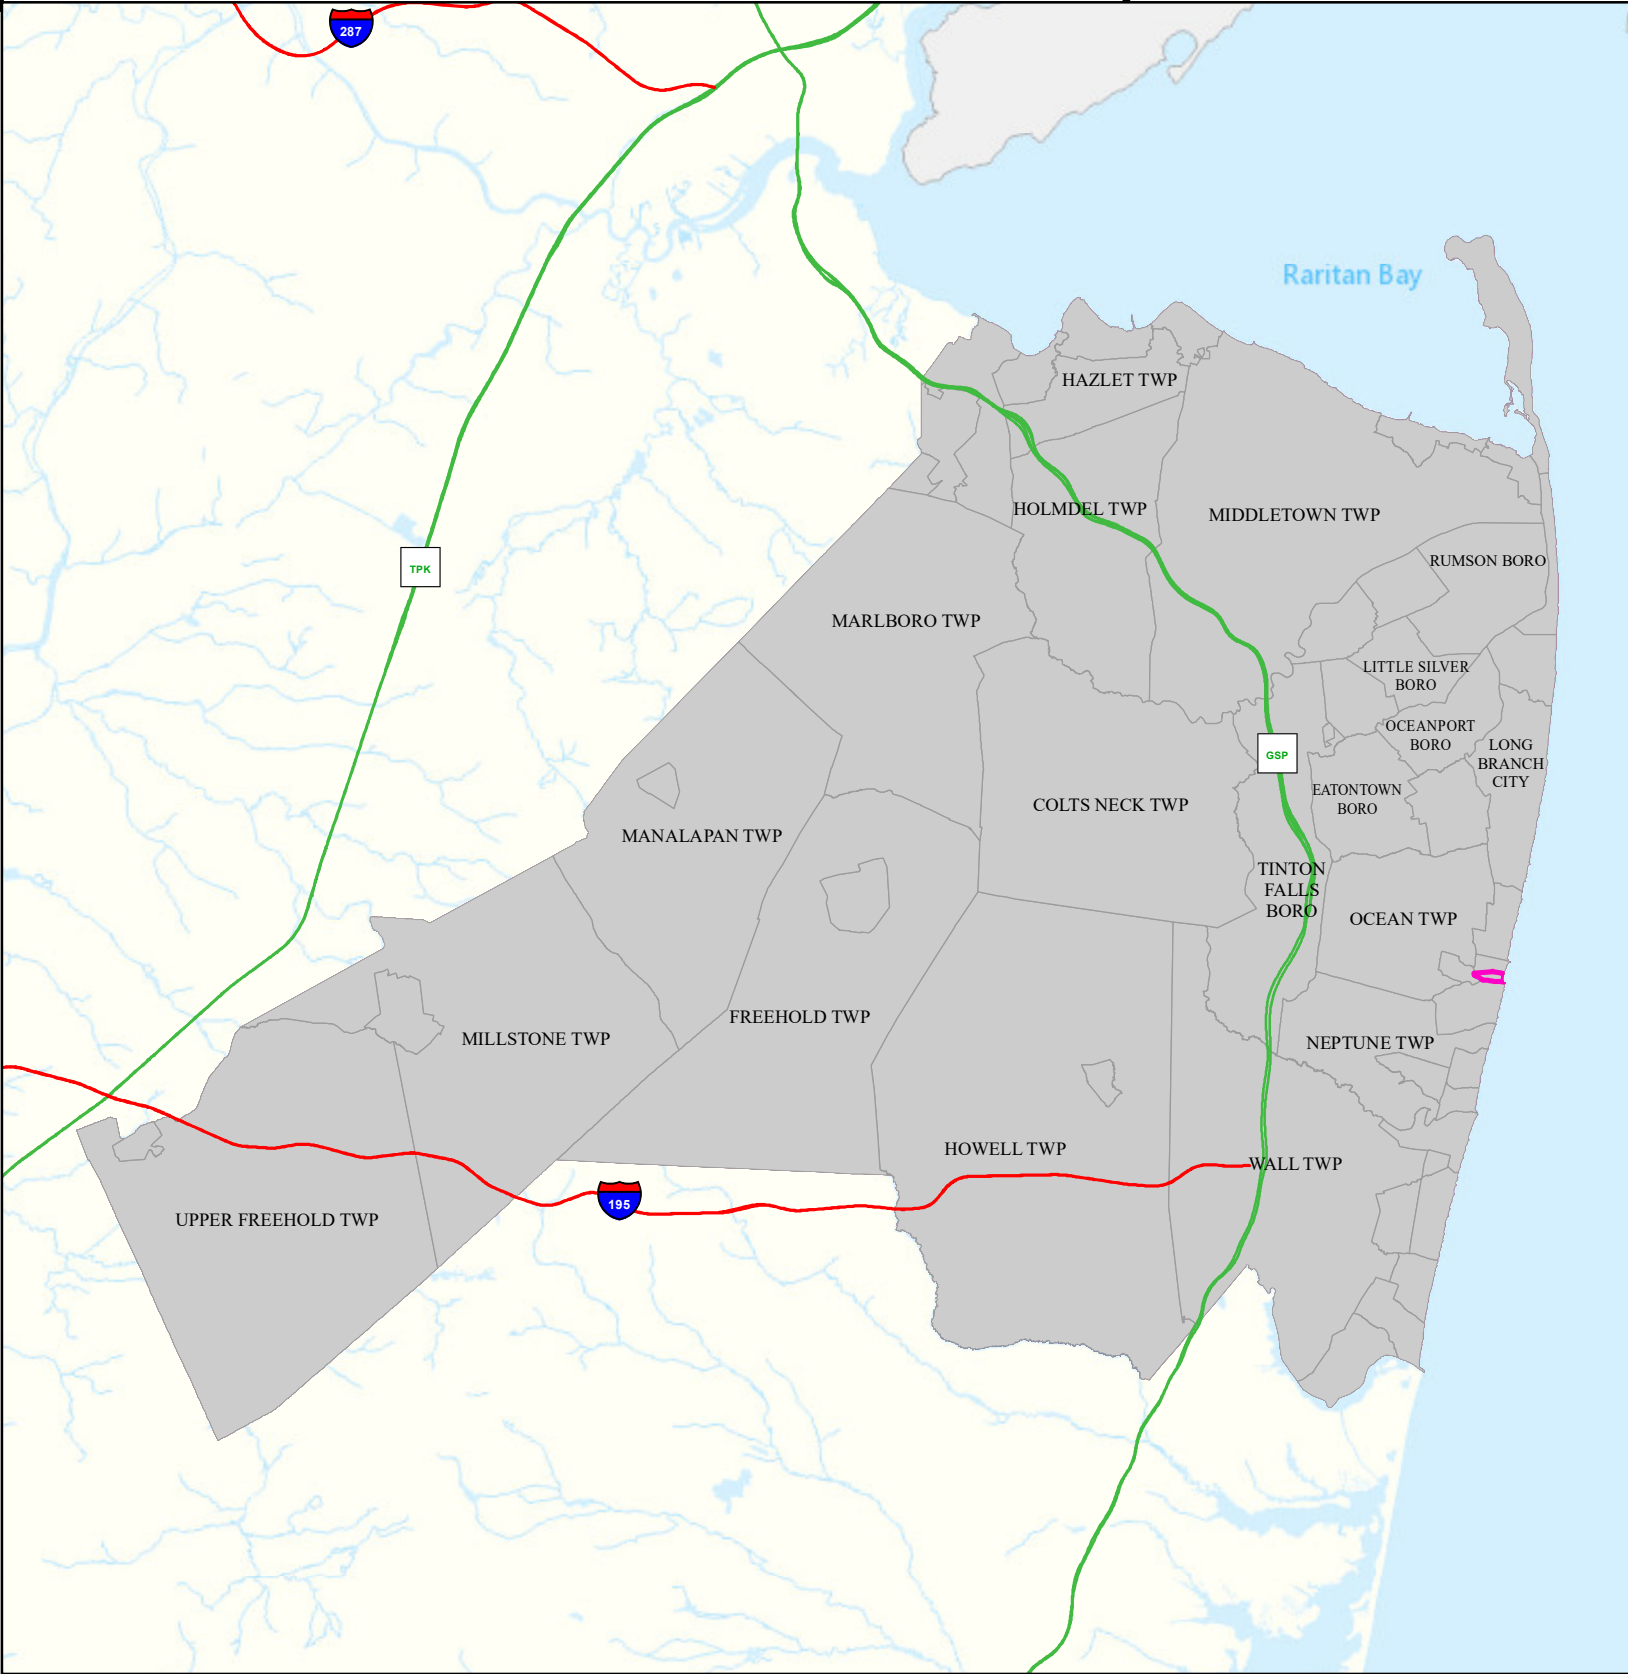 287
Raritan Bay
HAZLET TWP
HOLMDEL TWP
MIDDLETOWN TWP
RUMSON BORO
TPK
MARLBORO TWP
LITTLE SILVER
BORO
OCEANPORT
BORO
LONG
BRANCH
CITY
GSP
EATONTOWN
BORO
COLTS NECK TWP
MANALAPAN TWP
TINTON
FALLS
BORO
OCEAN TWP
FREEHOLD TWP
MILLSTONE TWP
NEPTUNE TWP
HOWELL TWP
WALL TWP
195
UPPER FREEHOLD TWP